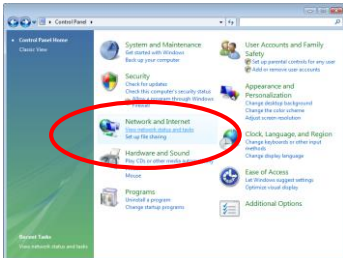 Control Panel
Control Panel Home
Classic View
System and Maintenance
Get started with Windows
Back up your computer
Security
Check for updates
Check this computer's security status
Allow a program through Windows
Firewall
Network and Internet
View network status and tasks
Set up file sharing
Hardware and Sound
Play CDs or other media automatically
Mouse
Programs
Uninstall a program
Change startup programs
User Accounts and Family
Safety
Set up parental controls for any user
Add or remove user accounts
Appearance and
Personalization
Change desktop background
Change the color scheme
Adjust screen resolution
Clock, Language, and Region
Change keyboards or other input
methods
Change display language
Ease of Access
Let Windows suggest settings
Optimize visual display
Additional Options
Recent Tasks
View network status and tasks